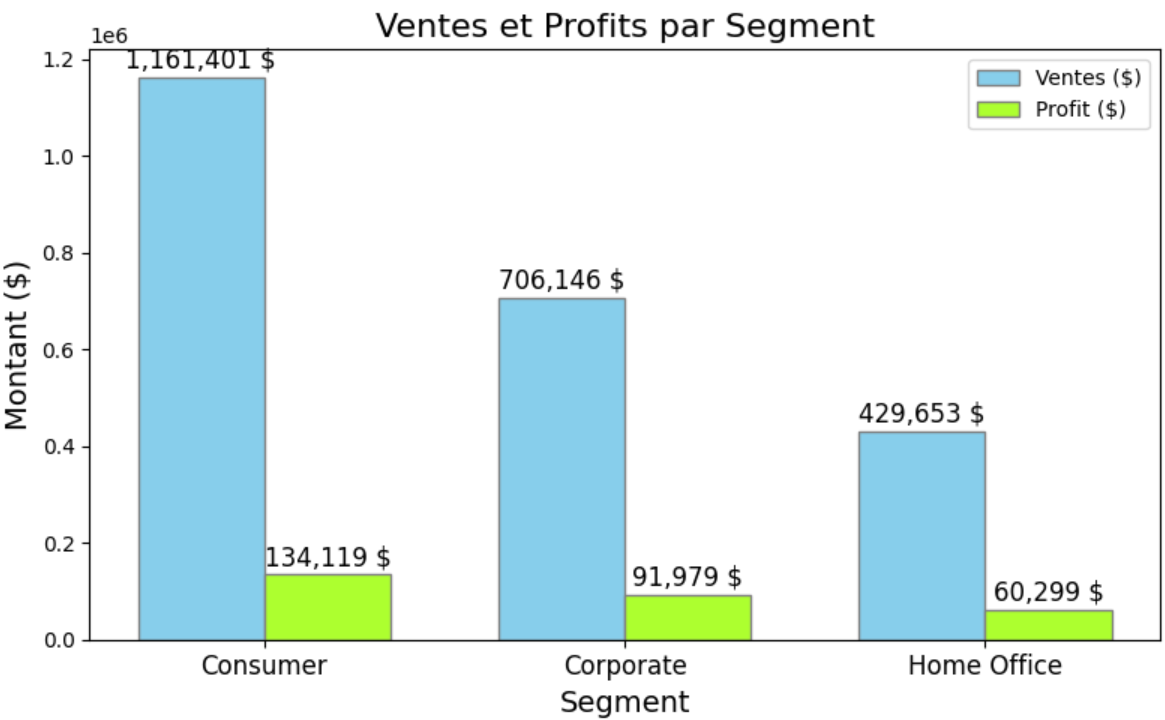 Ventes et Profits par Segment
1e6
1,161,401 $
1.2
Ventes ($)
Profit ($)
1.0
0.8
706,146 $
0.6
Montant ($)
429,653 $
0.4
0.2
134,119 $
91,979 $
60,299 $
0.0
Consumer
Corporate
Home Office
Segment